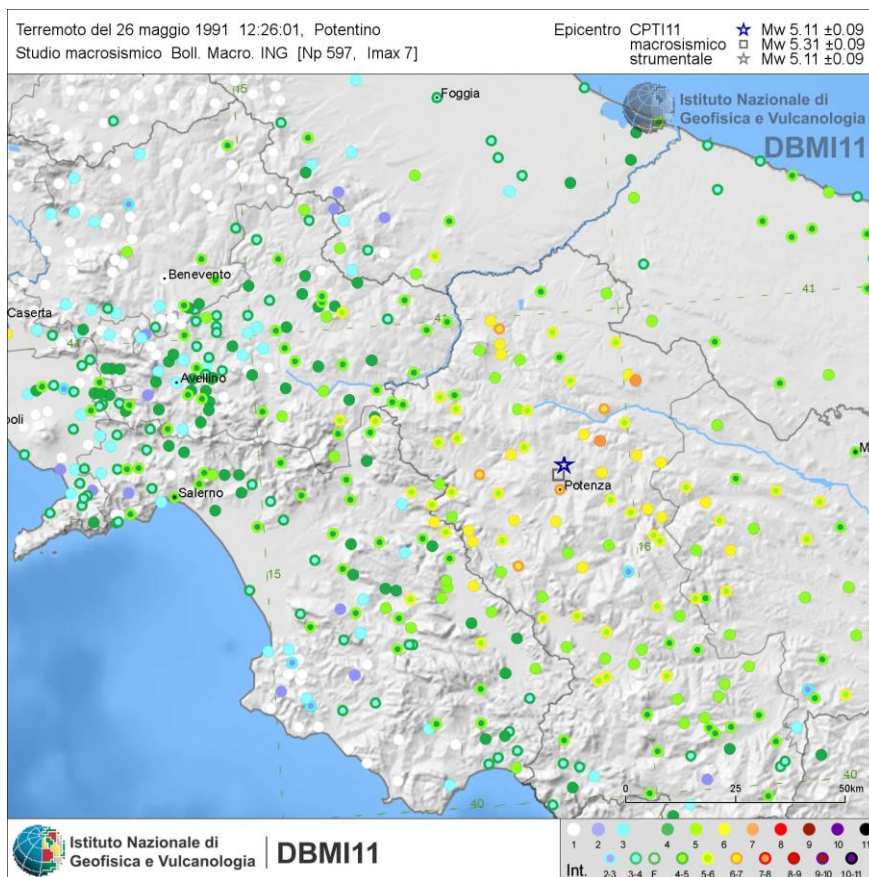 Terremoto del 26 maggio 1991 12:26:01, Potentino
Studio macrosismico Boll. Macro. ING [Np 597, Imax 7]
Epicentro CPTI11 Mw 5.11 ±0.09
macrosismico Mw 5.31 ±0.09
strumentale Mw 5.11 ±0.09
15
Foggia
Istituto Nazionale di
Geofisica e Vulcanologia
DBMI11
Benevento
41
Caserta
41
41
Avellino
oli
M
Potenza
Salerno
16
15
40
40
0 25 50km
Istituto Nazionale di
Geofisica e Vulcanologia
DBMI11
1 2 3 4 5 6 7 8 9 10 11
Int. 2-3 3-4 F 4-5 5-6 6-7 7-8 8-9 9-10 10-11